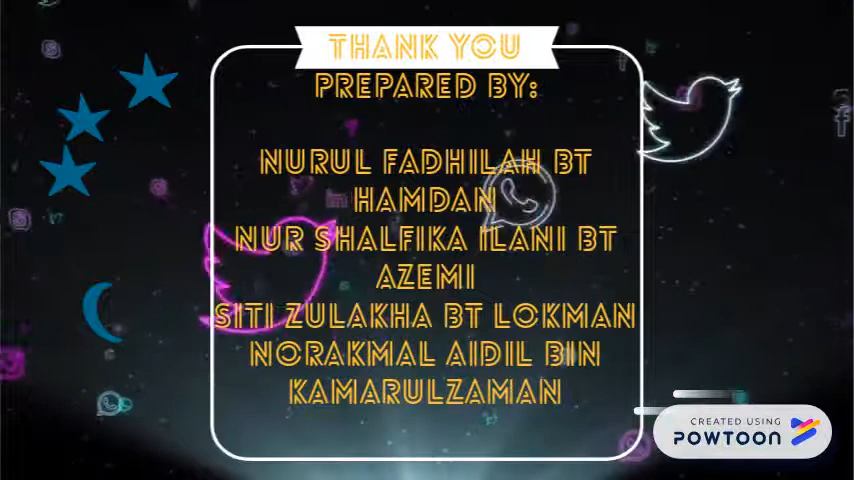 THANK YOU
PREPARED BY:
NURUL FADHILAH BT
HAMDAN
NUR SHALFIKA ILANI BT
AZEMI
SITI ZULAKHA BT LOKMAN
NORAKMAL AIDIL BIN
KAMARULZAMAN
CREATED USING
POWTOON